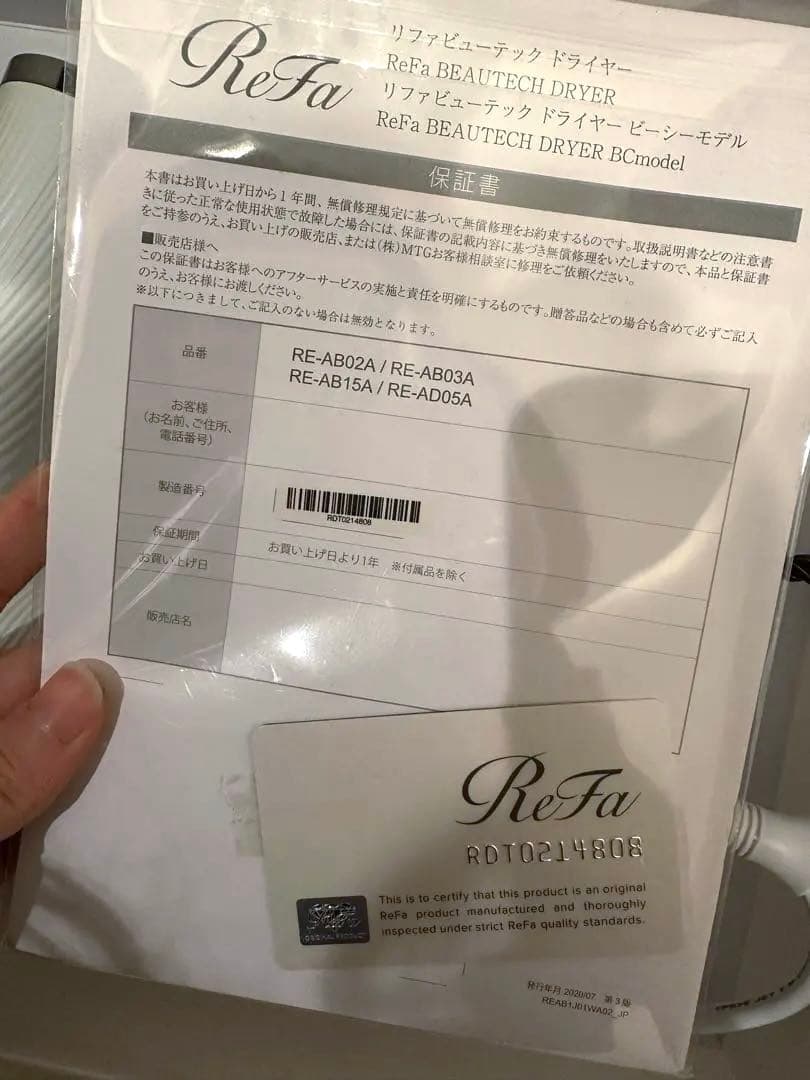 ReFa
リファビューテック ドライヤー
ReFa BEAUTECH DRYER
リファビューテック ドライヤー ビーシーモデル
ReFa BEAUTECH DRYER BCmodel
保証書
本書はお買い上げ日から1年間、無償修理規定に基づいて無償修理をお約束するものです。取扱説明書などの注意書
きに従った正常な使用状態で故障した場合には、保証書の記載内容に基づき無償修理をいたしますので、本品と保証書
をご持参のうえ、お買い上げの販売店、または(株)MTGお客様相談室に修理をご依頼ください。
■販売店様へ
この保証書はお客様へのアフターサービスの実施と責任を明確にするものです。贈答品などの場合も含めて必ずご記入
のうえ、お客様にお渡しください。
※以下につきまして、ご記入のない場合は無効となります。
品番
RE-AB02A / RE-AB03A
RE-AB15A / RE-AD05A
お客様
(お名前、ご住所、
電話番号)
製造番号
RDT0214808
保証期間
お買い上げ日より1年 ※付属品を除く
お買い上げ日
販売店名
ReFa
RDT0214808
This is to certify that this product is an original
ReFa product manufactured and thoroughly
inspected under strict ReFa quality standards.
ORIGINAL PRODUCT
発行年月 2020/07 第3版
REAB1J01WA02_JP